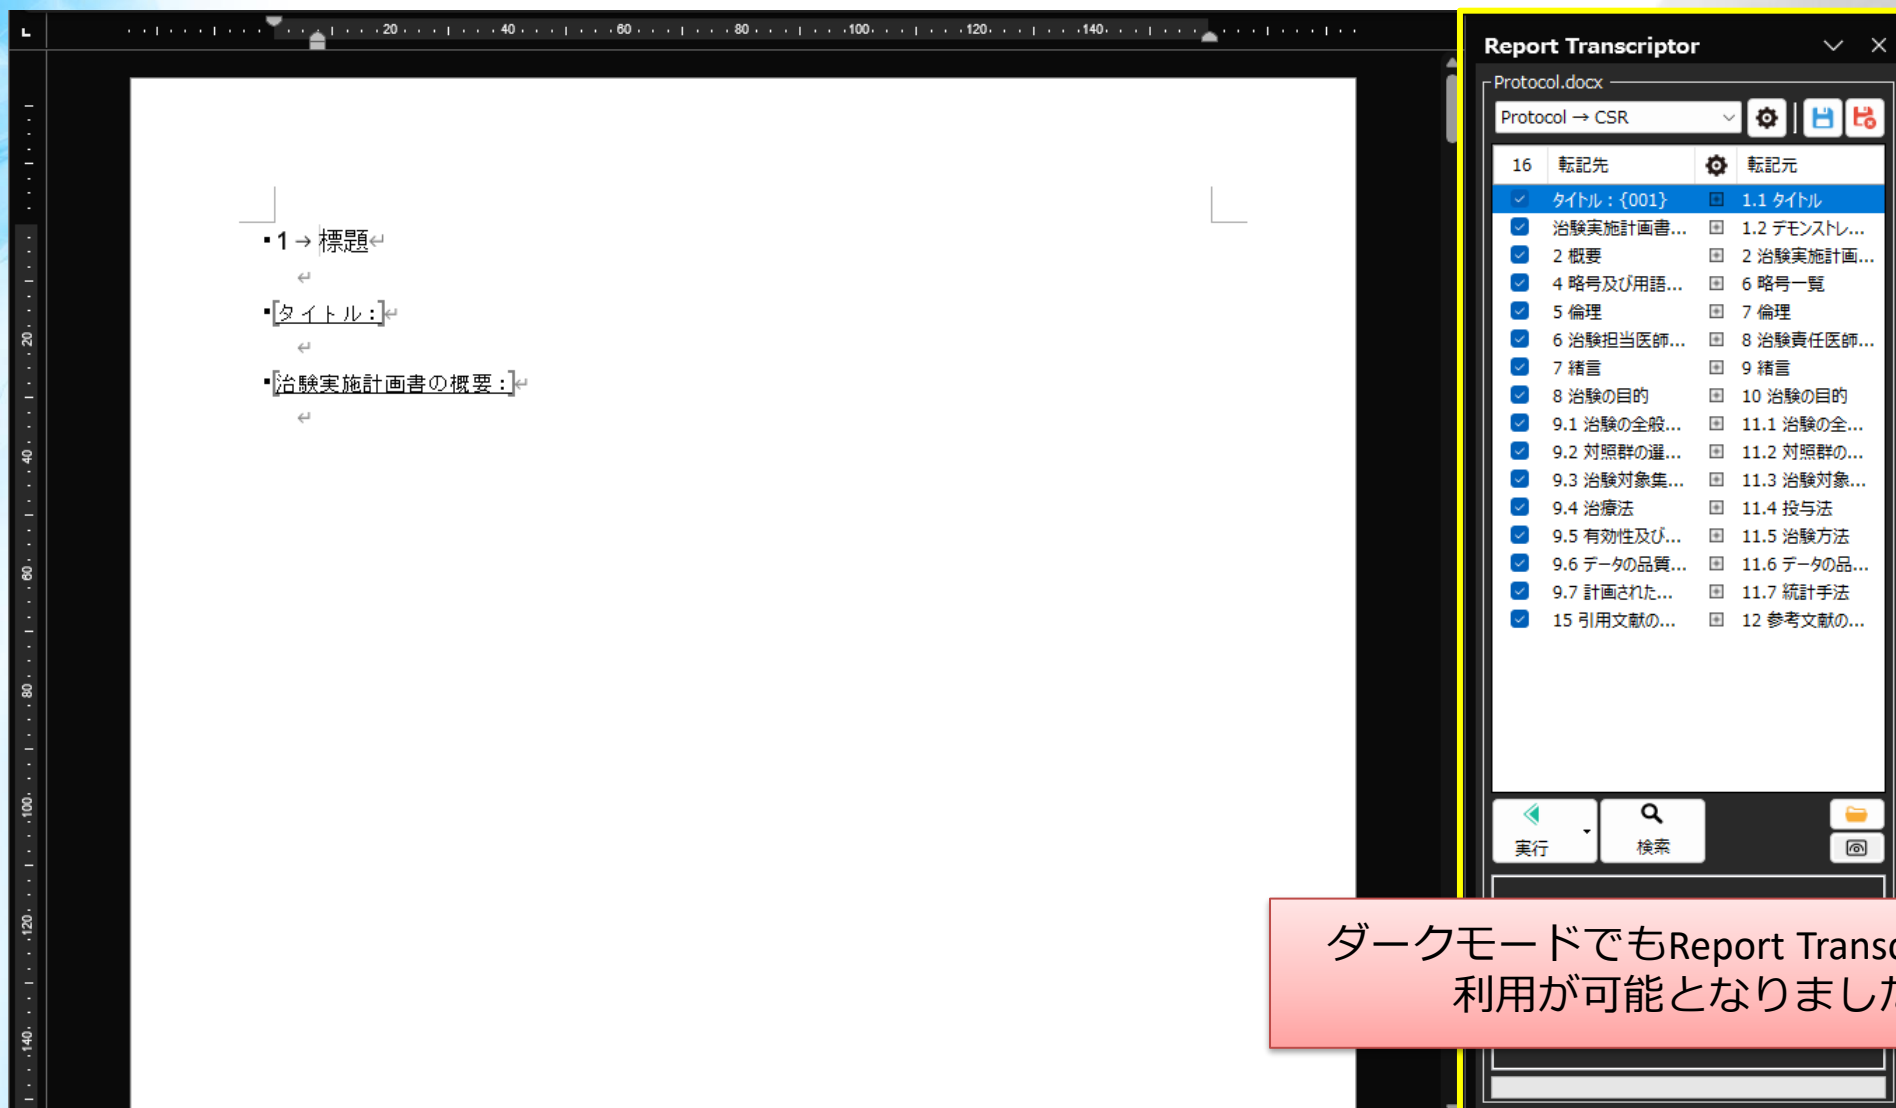 L
20 40 60 80 100 120 140
20 40 60 80 100 120 140
1→標題↵
↵
[タイトル：]↵
↵
[治験実施計画書の概要：]↵
↵
Report Transcriptor
Protocol.docx
Protocol → CSR
16 転記先 転記元
タイトル：{001} 1.1 タイトル
治験実施計画書... 1.2 デモンストレ...
2 概要 2 治験実施計画...
4 略号及び用語... 6 略号一覧
5 倫理 7 倫理
6 治験担当医師... 8 治験責任医師...
7 緒言 9 緒言
8 治験の目的 10 治験の目的
9.1 治験の全般... 11.1 治験の全...
9.2 対照群の選... 11.2 対照群の...
9.3 治験対象集... 11.3 治験対象...
9.4 治療法 11.4 投与法
9.5 有効性及び... 11.5 治験方法
9.6 データの品質... 11.6 データの品...
9.7 計画された... 11.7 統計手法
15 引用文献の... 12 参考文献の...
実行 検索
ダークモードでもReport Transc
利用が可能となりました